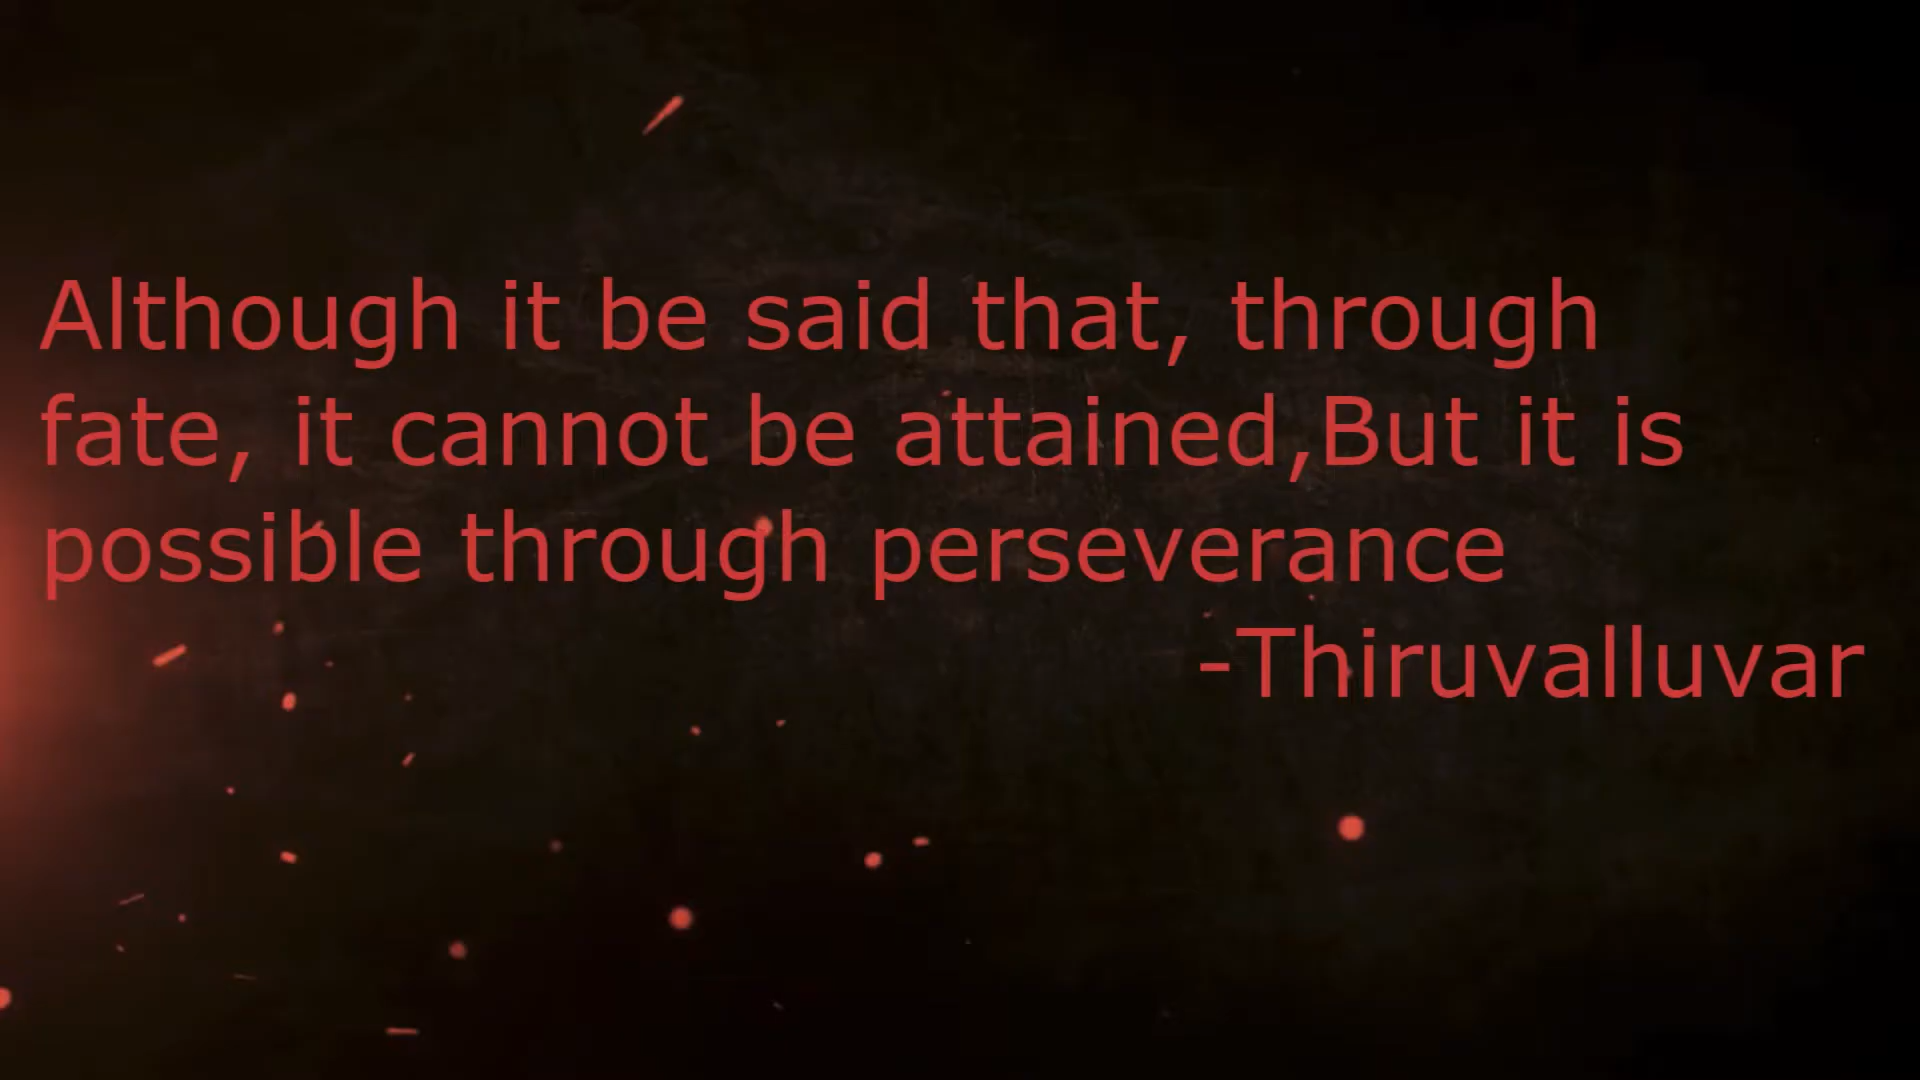 Although it be said that, through
fate, it cannot be attained,But it is
possible through perseverance
-Thiruvalluvar